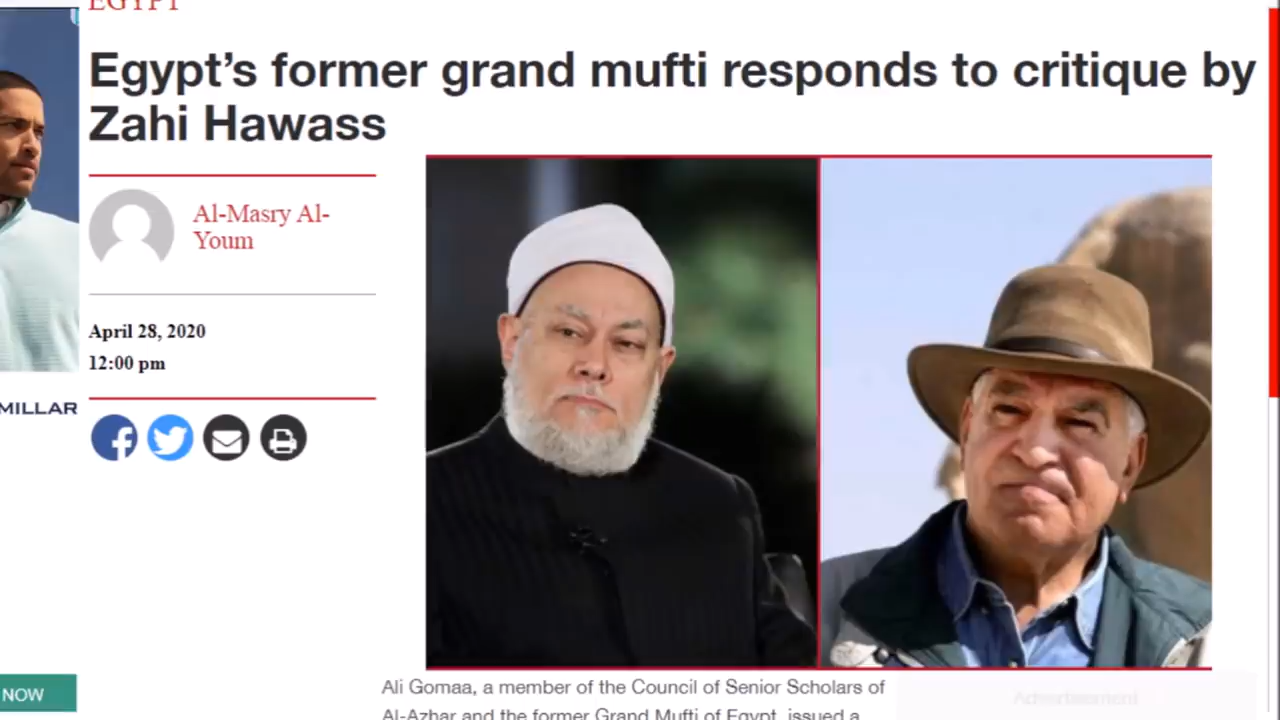 EGYPT
Egypt's former grand mufti responds to critique by
Zahi Hawass
Al-Masry Al-
Youm
April 28, 2020
12:00 pm
MILLAR
NOW
Ali Gomaa, a member of the Council of Senior Scholars of
Al-Azhar and the former Grand Mufti of Egypt, issued a
Advertisement